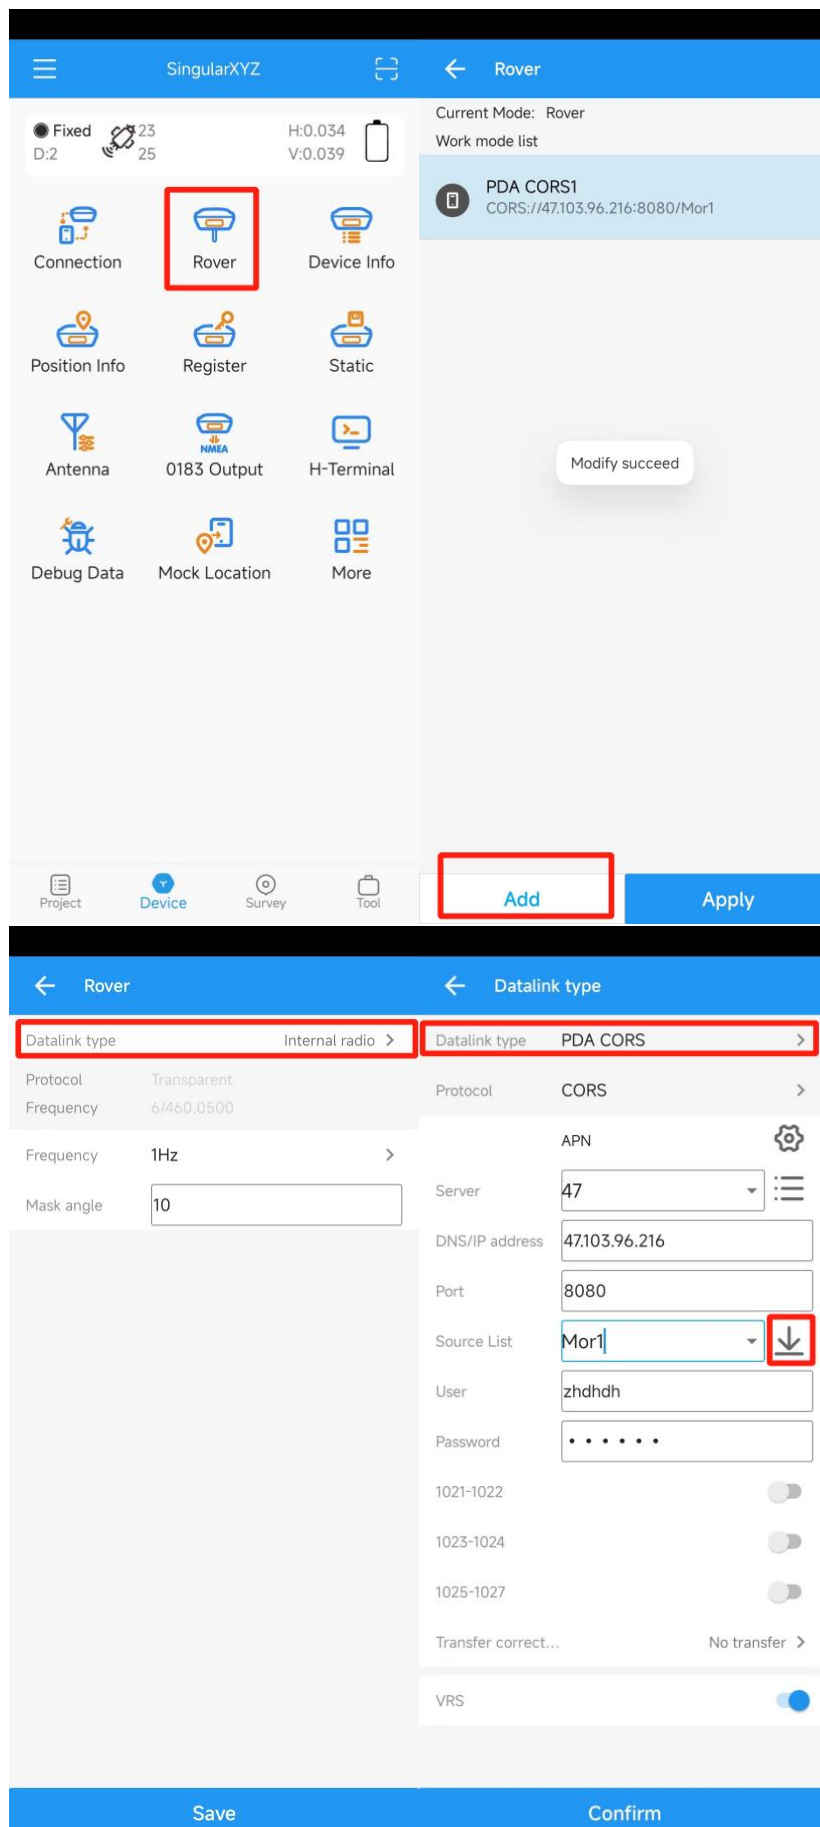 SingularXYZ
Fixed 23 H:0.034
D:2 25 V:0.039
Connection Rover Device Info
Position Info Register Static
NMEA
Antenna 0183 Output H-Terminal
Debug Data Mock Location More
Project Device Survey Tool
Rover
Current Mode: Rover
Work mode list
PDA CORS1
CORS://47.103.96.216:8080/Mor1
Modify succeed
Add Apply
Rover
Datalink type Internal radio
Protocol Transparent
Frequency 6/460.0500
Frequency 1Hz
Mask angle 10
Save
Datalink type
Datalink type PDA CORS
Protocol CORS
APN
Server 47
DNS/IP address 47.103.96.216
Port 8080
Source List Mor1
User zhdhdh
Password ••••••
1021-1022
1023-1024
1025-1027
Transfer correct... No transfer
VRS
Confirm